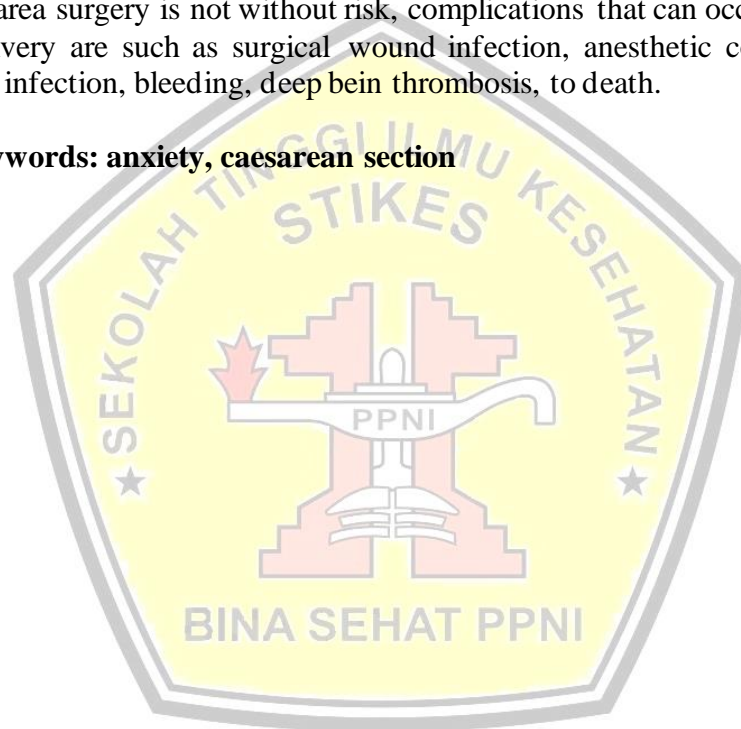 area surgery is not without risk, complications that can occ
very are such as surgical wound infection, anesthetic c
infection, bleeding, deep bein thrombosis, to death.
ywords: anxiety, caesarean section
SEKOLAH TINGGI ILMU KESEHATAN
STIKES
PPNI
BINA SEHAT PPNI